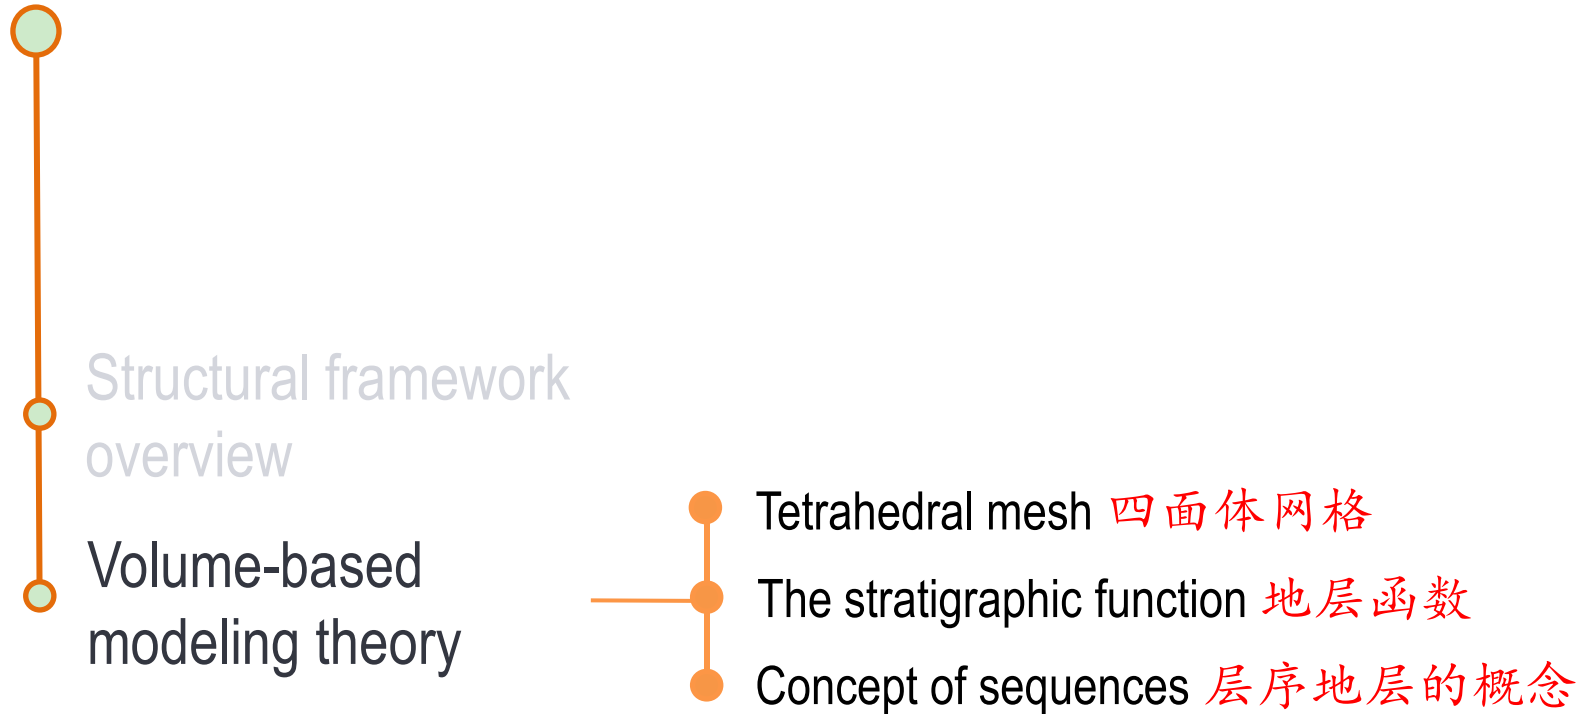 Structural framework
overview
Volume-based
modeling theory
Tetrahedral mesh 四面体网格
The stratigraphic function 地层函数
Concept of sequences 层序地层的概念